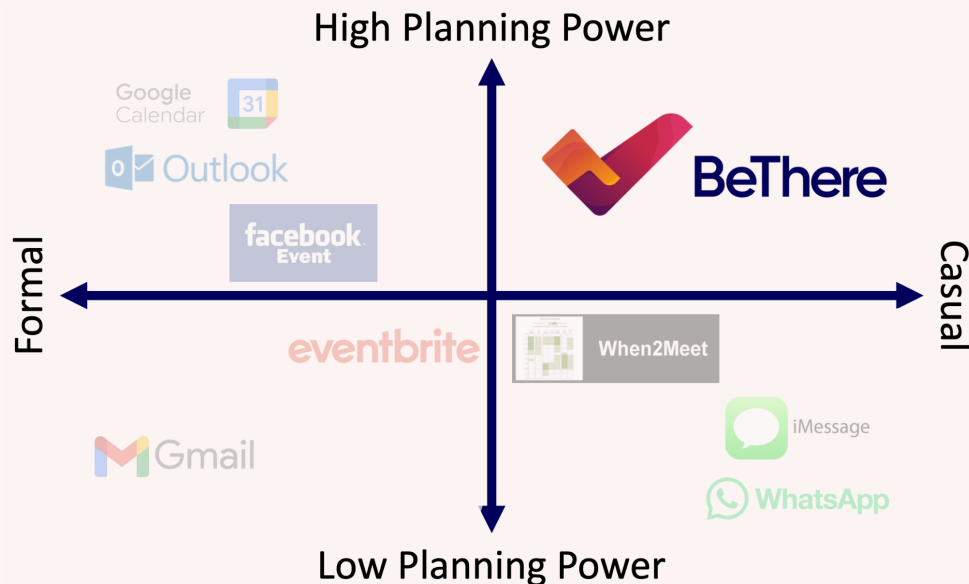 High Planning Power
Google
Calendar
31
Outlook
BeThere
facebook
Event
Formal
Casual
eventbrite
When2Meet
iMessage
Gmail
WhatsApp
Low Planning Power